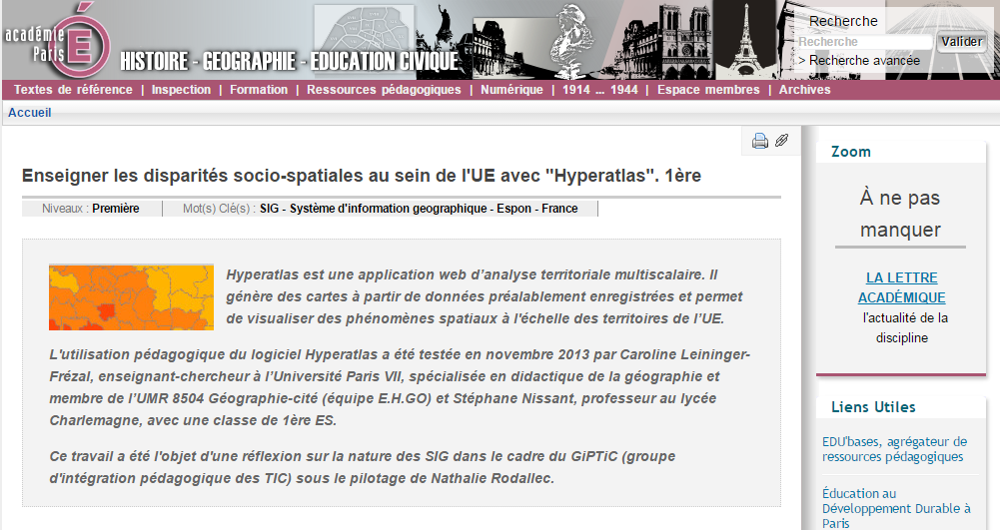 académie
Paris
HISTOIRE - GEOGRAPHIE - EDUCATION CIVIQUE
Recherche
Recherche
Valider
> Recherche avancée
Textes de référence | Inspection | Formation | Ressources pédagogiques | Numérique | 1914 ... 1944 | Espace membres | Archives
Accueil
Enseigner les disparités socio-spatiales au sein de l'UE avec "Hyperatlas". 1ère
Niveaux : Première
Mot(s) Clé(s) : SIG - Système d'information geographique - Espon - France
Hyperatlas est une application web d’analyse territoriale multiscalaire. Il
génère des cartes à partir de données préalablement enregistrées et permet
de visualiser des phénomènes spatiaux à l'échelle des territoires de l’UE.
L'utilisation pédagogique du logiciel Hyperatlas a été testée en novembre 2013 par Caroline Leininger-
Frézal, enseignant-chercheur à l’Université Paris VII, spécialisée en didactique de la géographie et
membre de l’UMR 8504 Géographie-cité (équipe E.H.GO) et Stéphane Nissant, professeur au lycée
Charlemagne, avec une classe de 1ère ES.
Ce travail a été l'objet d'une réflexion sur la nature des SIG dans le cadre du GiPTiC (groupe
d'intégration pédagogique des TIC) sous le pilotage de Nathalie Rodallec.
Zoom
À ne pas
manquer
LA LETTRE
ACADÉMIQUE
l'actualité de la
discipline
Liens Utiles
EDU'bases, agrégateur de
ressources pédagogiques
Éducation au
Développement Durable à
Paris